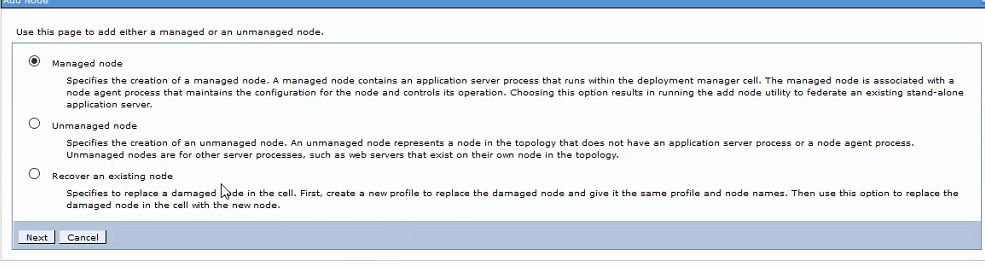 Add Node
Use this page to add either a managed or an unmanaged node.
Managed node
Specifies the creation of a managed node. A managed node contains an application server process that runs within the deployment manager cell. The managed node is associated with a
node agent process that maintains the configuration for the node and controls its operation. Choosing this option results in running the add node utility to federate an existing stand-alone
application server.
Unmanaged node
Specifies the creation of an unmanaged node. An unmanaged node represents a node in the topology that does not have an application server process or a node agent process.
Unmanaged nodes are for other server processes, such as web servers that exist on their own node in the topology.
Recover an existing node
Specifies to replace a damaged node in the cell. First, create a new profile to replace the damaged node and give it the same profile and node names. Then use this option to replace the
damaged node in the cell with the new node.
Next Cancel